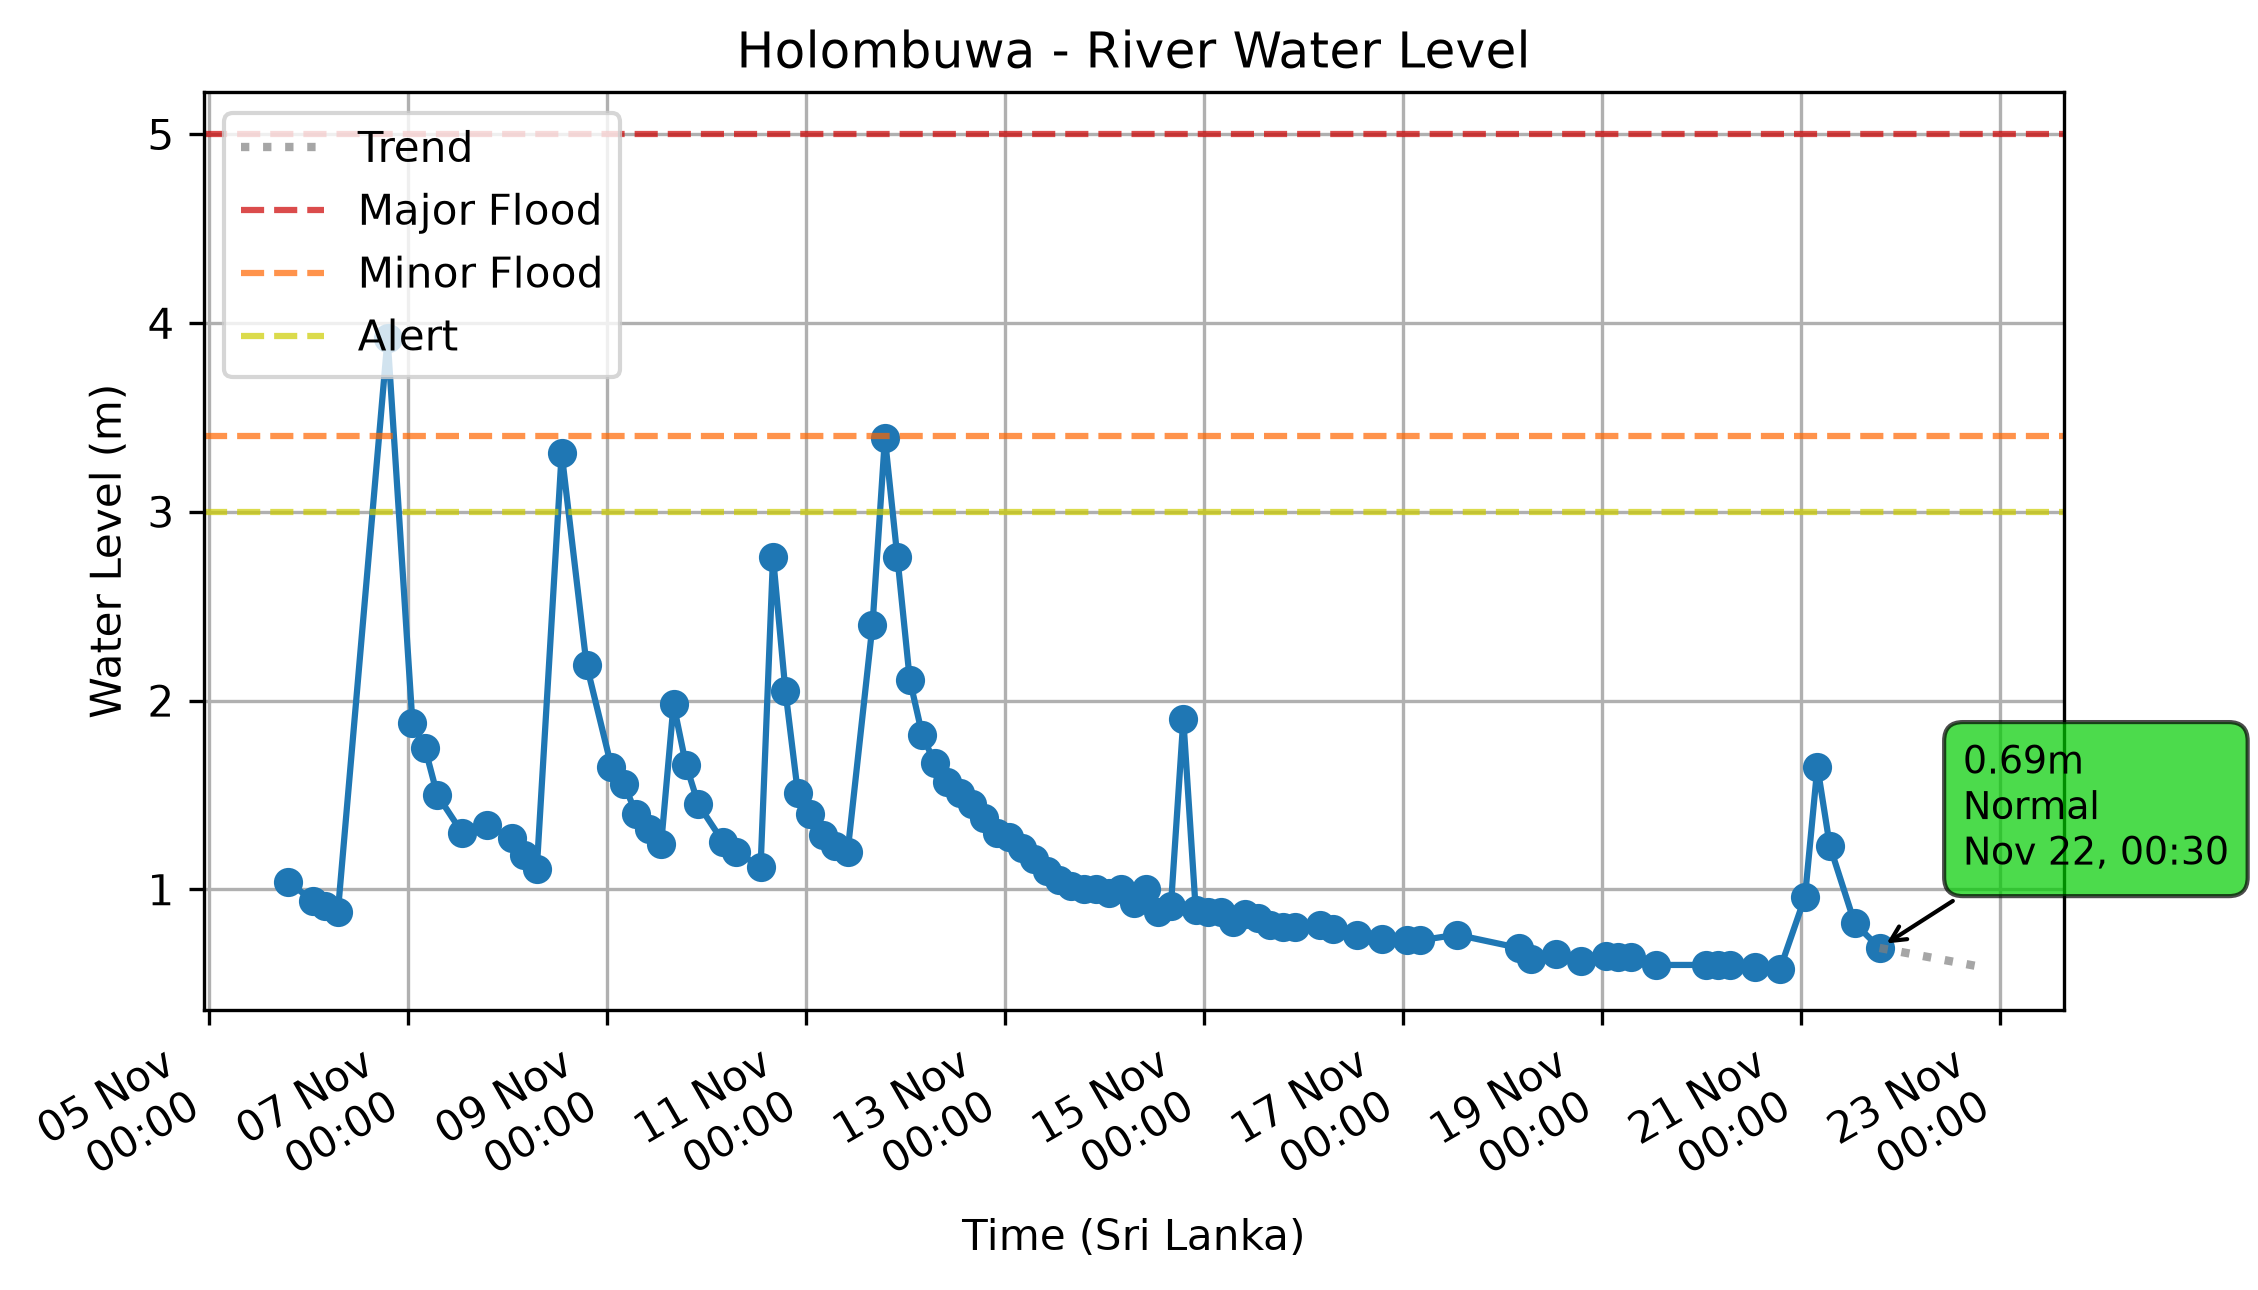 Holombuwa - River Water Level
Trend
Major Flood
Minor Flood
Alert
5
4
3
2
1
Water Level (m)
0.69m
Normal
Nov 22, 00:30
05 Nov
00:00
07 Nov
00:00
09 Nov
00:00
11 Nov
00:00
13 Nov
00:00
15 Nov
00:00
17 Nov
00:00
19 Nov
00:00
21 Nov
00:00
23 Nov
00:00
Time (Sri Lanka)